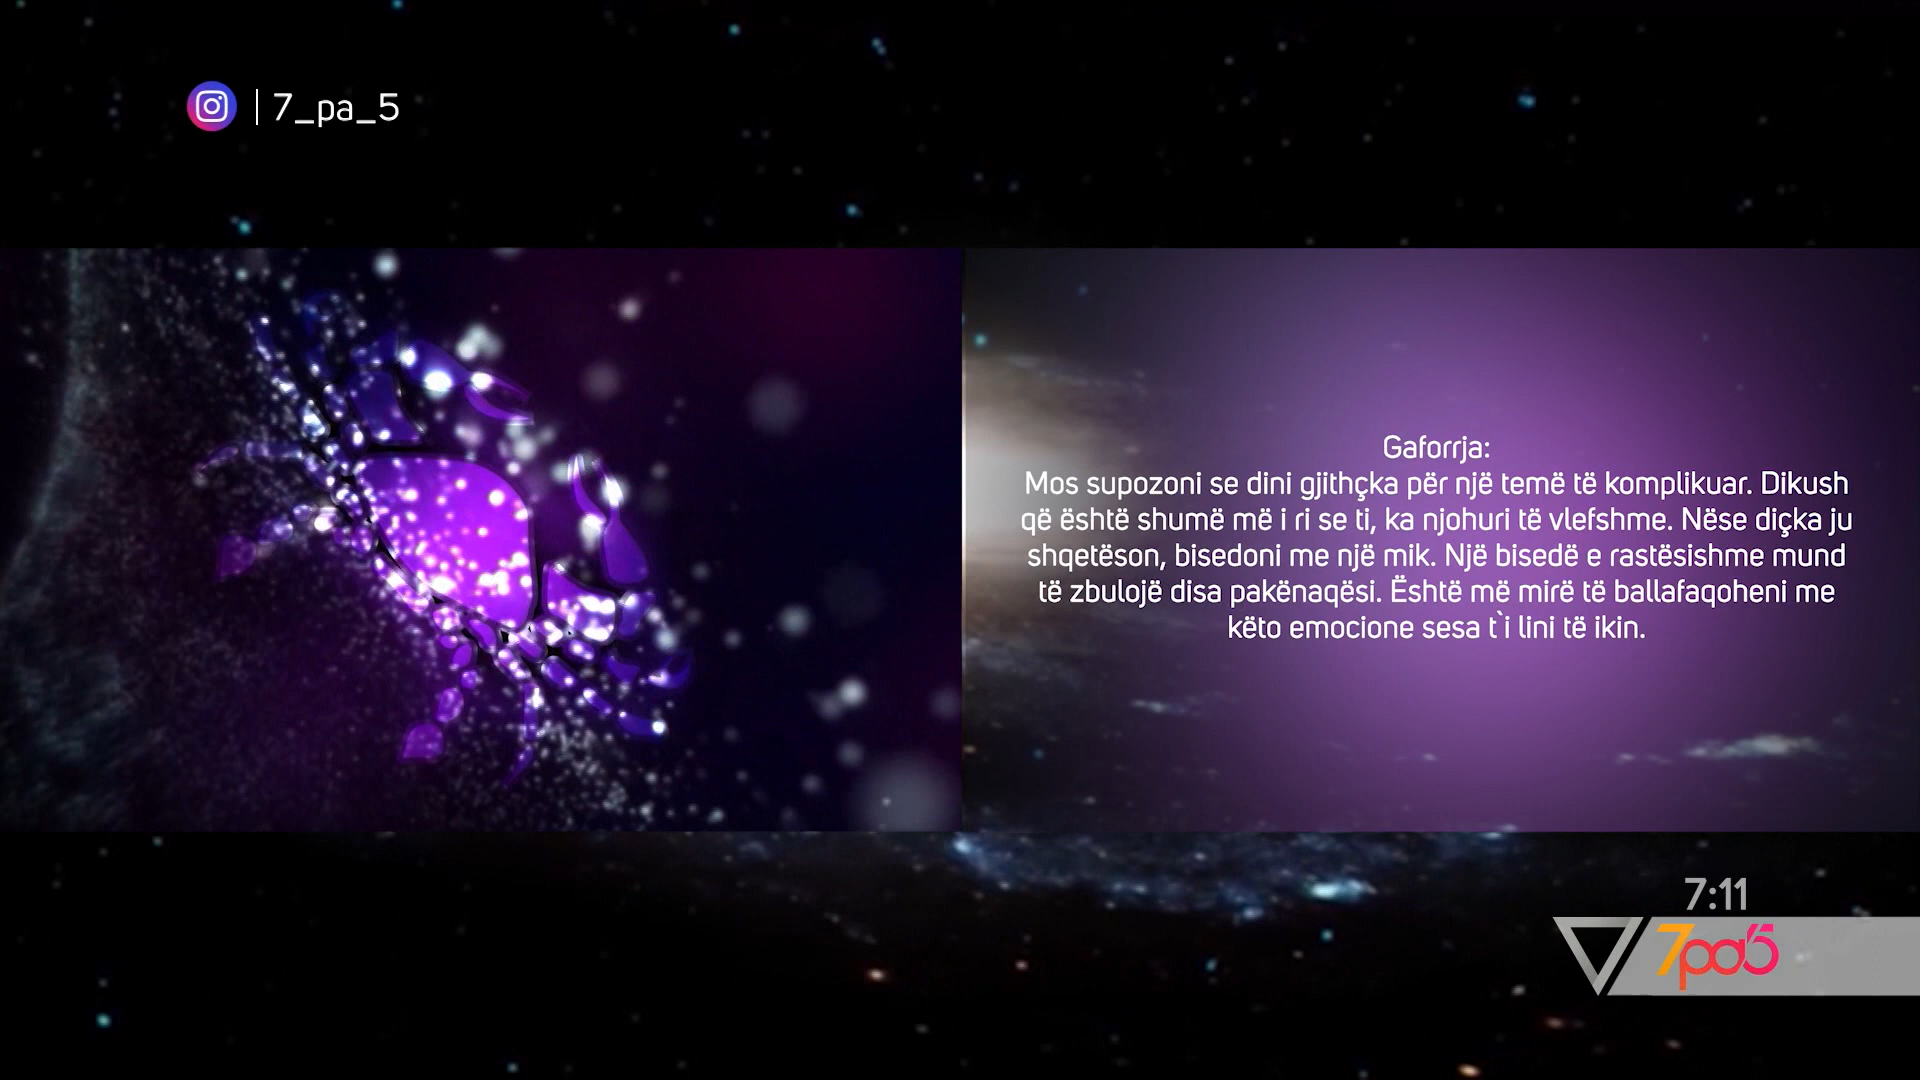 7_pa_5
Gaforrja:
Mos supozoni se dini gjithçka për një temë të komplikuar. Dikush
që është shumë më i ri se ti, ka njohuri të vlefshme. Nëse diçka ju
shqetëson, bisedoni me një mik. Një bisedë e rastësishme mund
të zbulojë disa pakënaqësi. Është më mirë të ballafaqoheni me
këto emocione sesa t`i lini të ikin.
7:11
7pa5